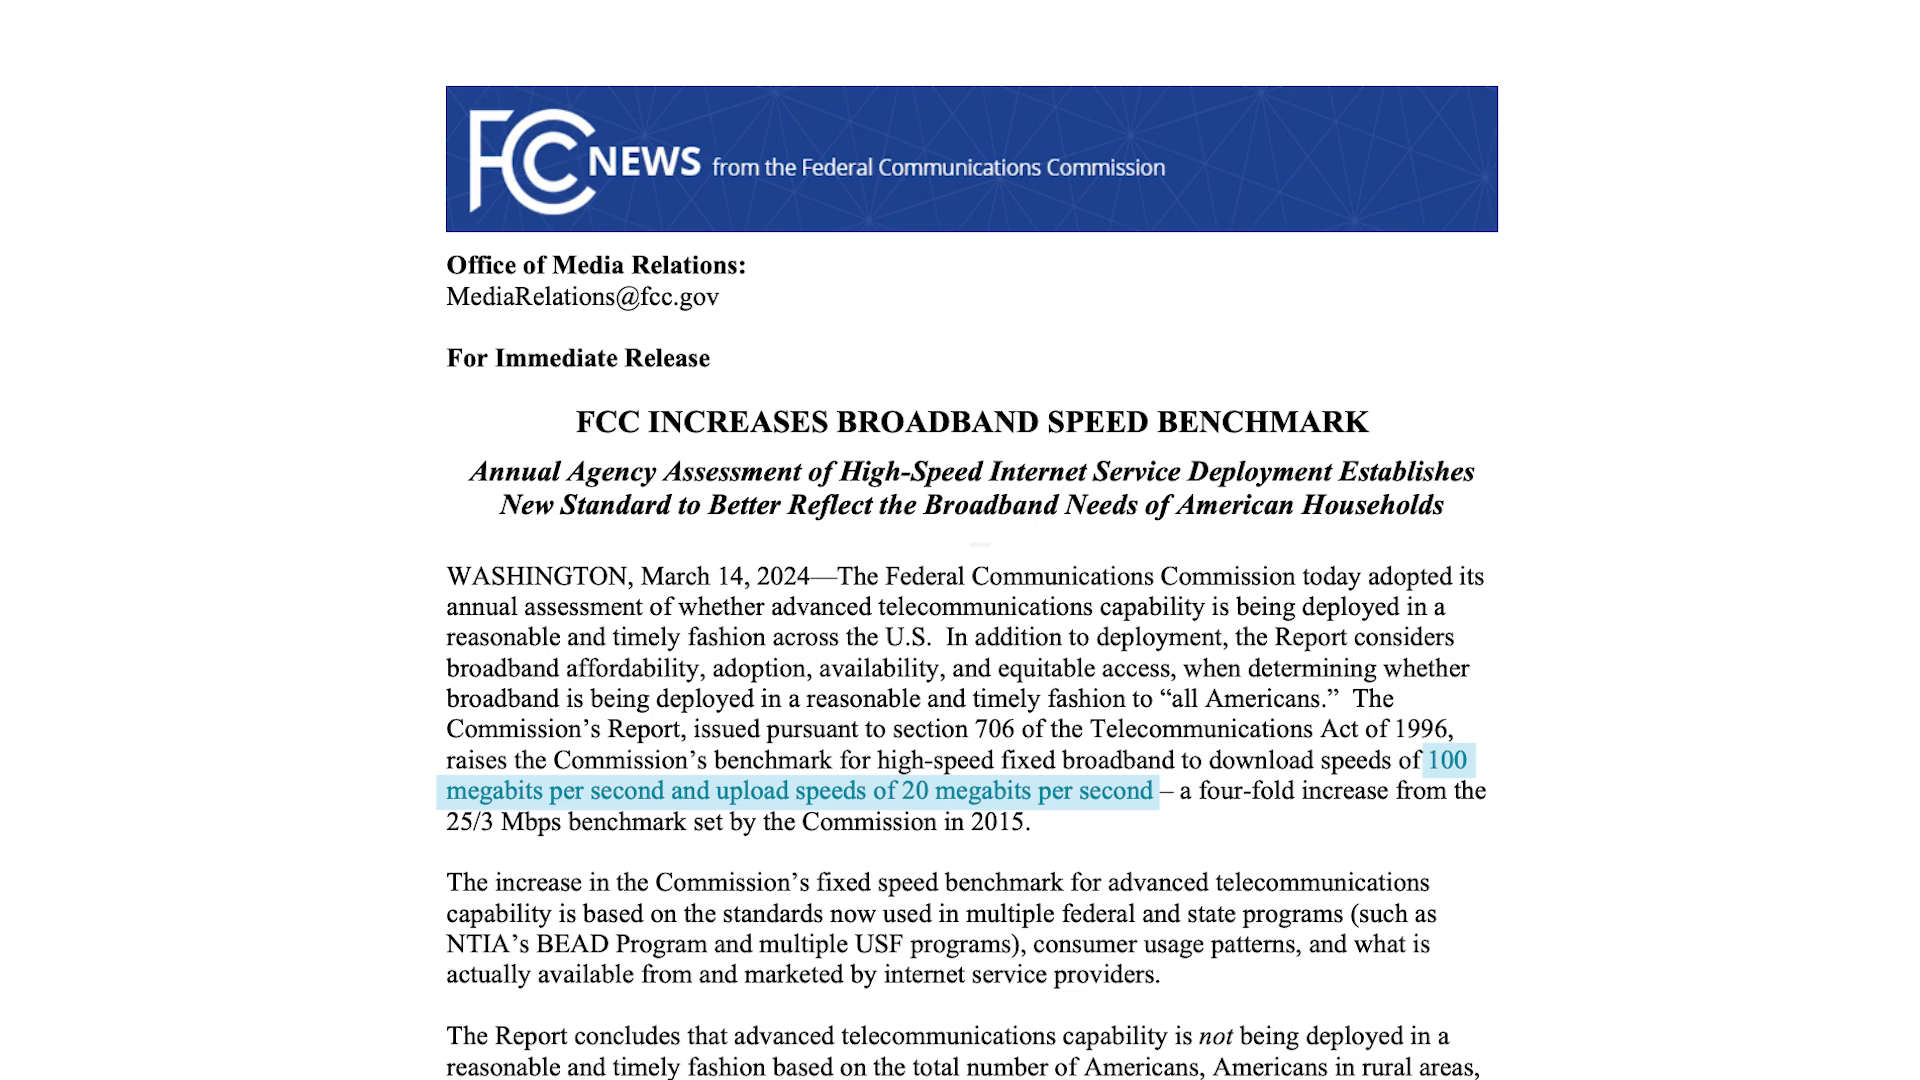 FCC NEWS from the Federal Communications Commission
Office of Media Relations:
MediaRelations@fcc.gov
For Immediate Release
FCC INCREASES BROADBAND SPEED BENCHMARK
Annual Agency Assessment of High-Speed Internet Service Deployment Establishes
New Standard to Better Reflect the Broadband Needs of American Households
WASHINGTON, March 14, 2024—The Federal Communications Commission today adopted its
annual assessment of whether advanced telecommunications capability is being deployed in a
reasonable and timely fashion across the U.S.  In addition to deployment, the Report considers
broadband affordability, adoption, availability, and equitable access, when determining whether
broadband is being deployed in a reasonable and timely fashion to “all Americans.”  The
Commission’s Report, issued pursuant to section 706 of the Telecommunications Act of 1996,
raises the Commission’s benchmark for high-speed fixed broadband to download speeds of 100
megabits per second and upload speeds of 20 megabits per second – a four-fold increase from the
25/3 Mbps benchmark set by the Commission in 2015.
The increase in the Commission’s fixed speed benchmark for advanced telecommunications
capability is based on the standards now used in multiple federal and state programs (such as
NTIA’s BEAD Program and multiple USF programs), consumer usage patterns, and what is
actually available from and marketed by internet service providers.
The Report concludes that advanced telecommunications capability is not being deployed in a
reasonable and timely fashion based on the total number of Americans, Americans in rural areas,